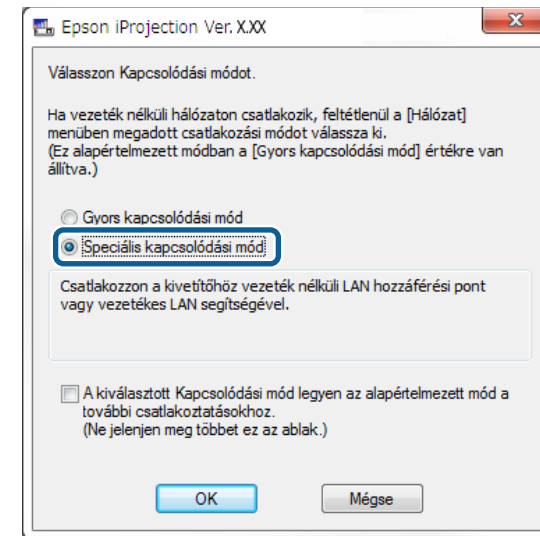 Epson iProjection Ver. X.XX
Válasszon Kapcsolódási módot.
Ha vezeték nélküli hálózaton csatlakozik, feltétlenül a [Hálózat]
menüben megadott csatlakozási módot válassza ki.
(Ez alapértelmezett módban a [Gyors kapcsolódási mód] értékre van
állítva.)
Gyors kapcsolódási mód
Speciális kapcsolódási mód
Csatlakozzon a kivetítőhöz vezeték nélküli LAN hozzáférési pont
vagy vezetékes LAN segítségével.
A kiválasztott Kapcsolódási mód legyen az alapértelmezett mód a
további csatlakoztatásokhoz.
(Ne jelenjen meg többet ez az ablak.)
OK
Mégse